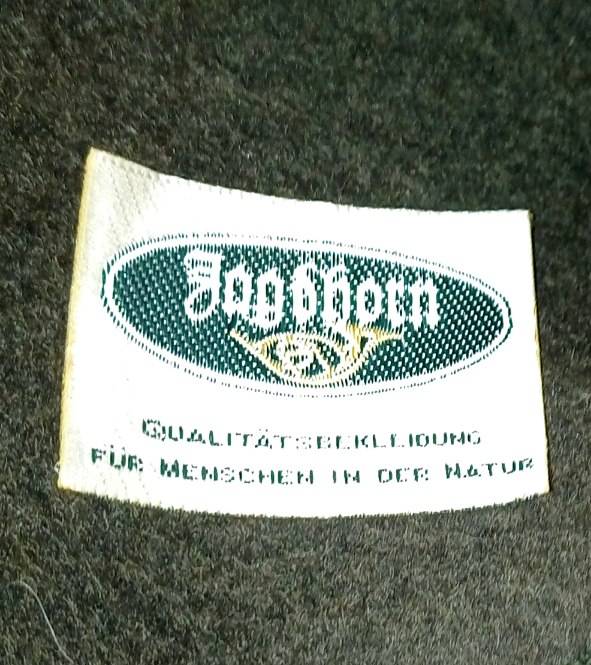 Jagdhorn
QUALITÄTSBEKLEIDUNG
FÜR MENSCHEN IN DER NATUR